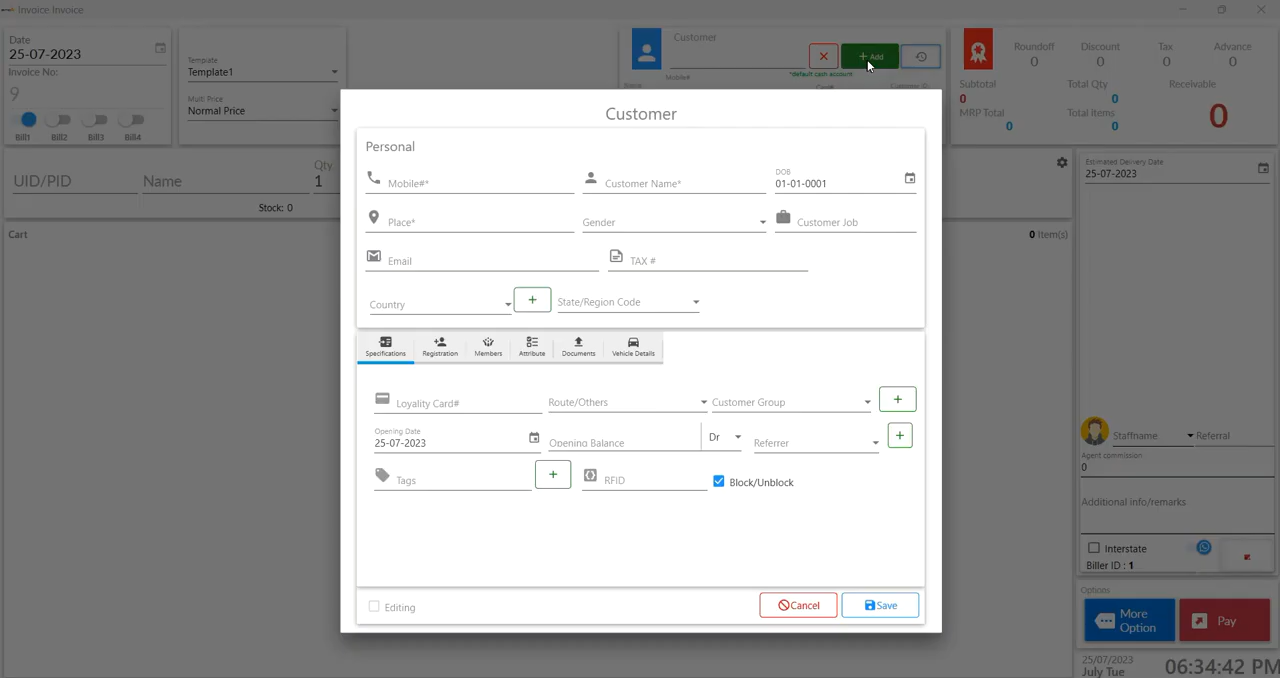 Invoice Invoice
Date
25-07-2023
Invoice No:
9
Bill1 Bill2 Bill3 Bill4
Template
Template1
Multi Price
Normal Price
Customer
Add
Mobile#
*default cash account
Roundoff Discount Tax Advance
0 0 0 0
Subtotal Total Qty Receivable
0 0
MRP Total Total Items 0
0 0
UID/PID Name Qty
1
Stock: 0
Cart
0 Item(s)
Customer
Personal
Mobile#* Customer Name* DOB
01-01-0001
Place* Gender Customer Job
Email TAX #
Country + State/Region Code
Specifications Registration Members Attribute Documents Vehicle Details
Loyality Card# Route/Others Customer Group +
Opening Date
25-07-2023 Opening Balance Dr Referrer +
Tags + RFID Block/Unblock
Editing Cancel Save
Estimated Delivery Date
25-07-2023
Staffname Referral
Agent commission
0
Additional info/remarks
Interstate
Biller ID : 1
Options
More
Option
Pay
25/07/2023
July Tue
06:34:42 PM